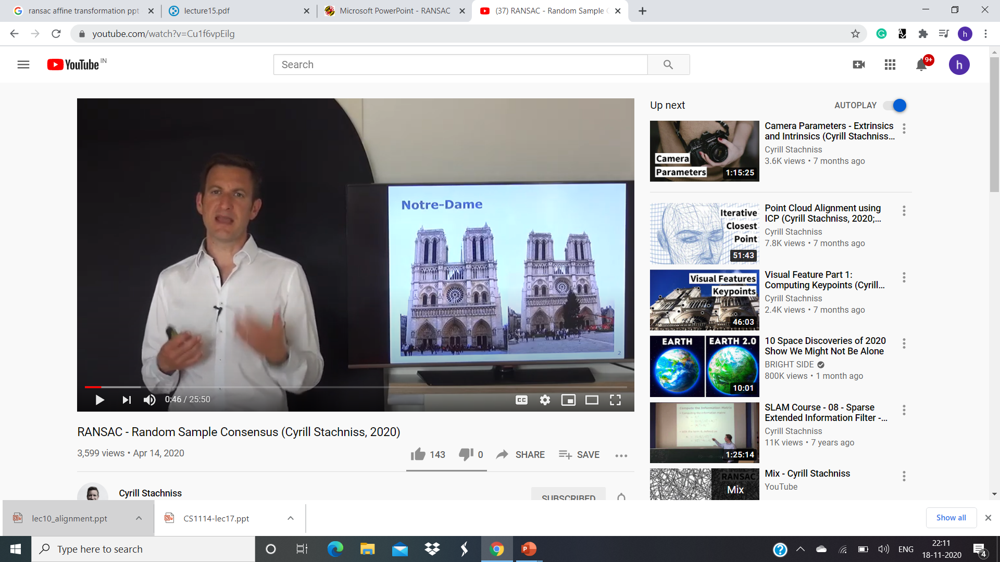 ransac affine transformation ppt
lecture15.pdf
Microsoft PowerPoint - RANSAC
(37) RANSAC - Random Sample
youtube.com/watch?v=Cu1f6vpEilg
h
YouTube IN
Search
9+
h
Notre-Dame
2
0:46 / 25:50
CC
RANSAC - Random Sample Consensus (Cyrill Stachniss, 2020)
3,599 views • Apr 14, 2020
143
0
SHARE
SAVE
Cyrill Stachniss
SUBSCRIBED
Up next
AUTOPLAY
Camera
Parameters
1:15:25
Camera Parameters - Extrinsics
and Intrinsics (Cyrill Stachniss...
Cyrill Stachniss
3.6K views • 7 months ago
Iterative
Closest
Point
51:43
Point Cloud Alignment using
ICP (Cyrill Stachniss, 2020;...
Cyrill Stachniss
7.8K views • 7 months ago
Visual Features
Keypoints
46:03
Visual Feature Part 1:
Computing Keypoints (Cyrill...
Cyrill Stachniss
2.4K views • 7 months ago
EARTH
EARTH 2.0
10:01
10 Space Discoveries of 2020
Show We Might Not Be Alone
BRIGHT SIDE
800K views • 1 month ago
Compute the Information Matrix
1:25:14
SLAM Course - 08 - Sparse
Extended Information Filter -...
Cyrill Stachniss
11K views • 7 years ago
RANSAC
Mix
Mix - Cyrill Stachniss
YouTube
lec10_alignment.ppt
CS1114-lec17.ppt
Show all
Type here to search
ENG
22:11
18-11-2020
4